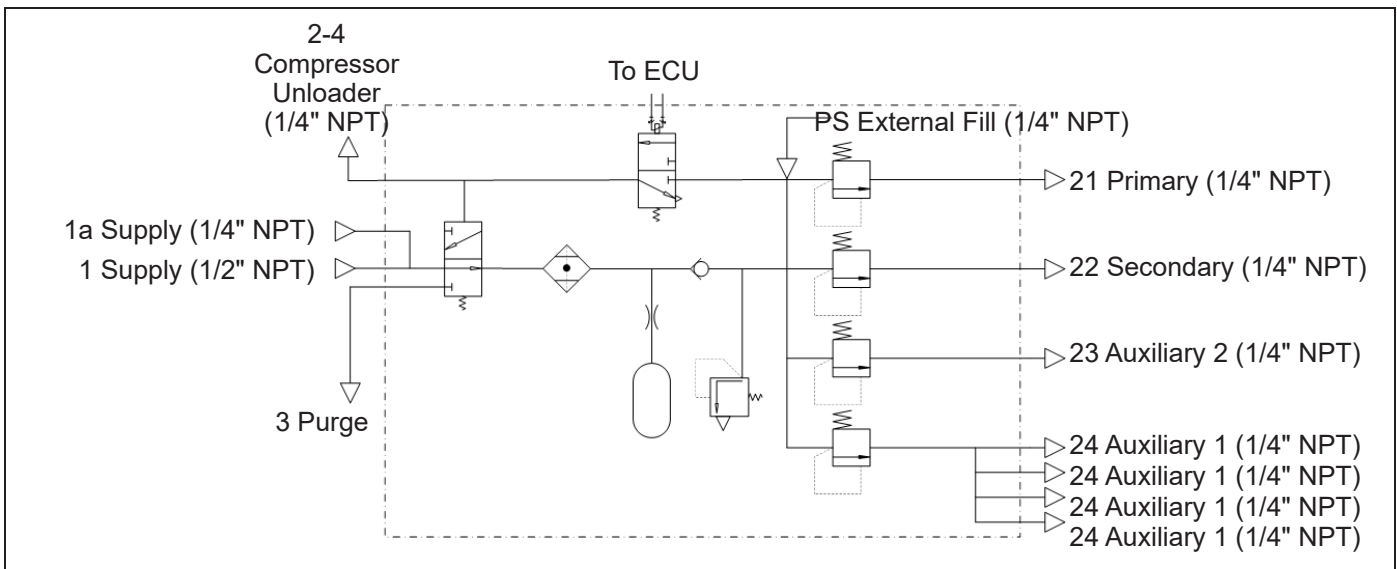 2-4
Compressor
Unloader
(1/4" NPT)
To ECU
PS External Fill (1/4" NPT)
21 Primary (1/4" NPT)
1a Supply (1/4" NPT)
1 Supply (1/2" NPT)
22 Secondary (1/4" NPT)
23 Auxiliary 2 (1/4" NPT)
3 Purge
24 Auxiliary 1 (1/4" NPT)
24 Auxiliary 1 (1/4" NPT)
24 Auxiliary 1 (1/4" NPT)
24 Auxiliary 1 (1/4" NPT)